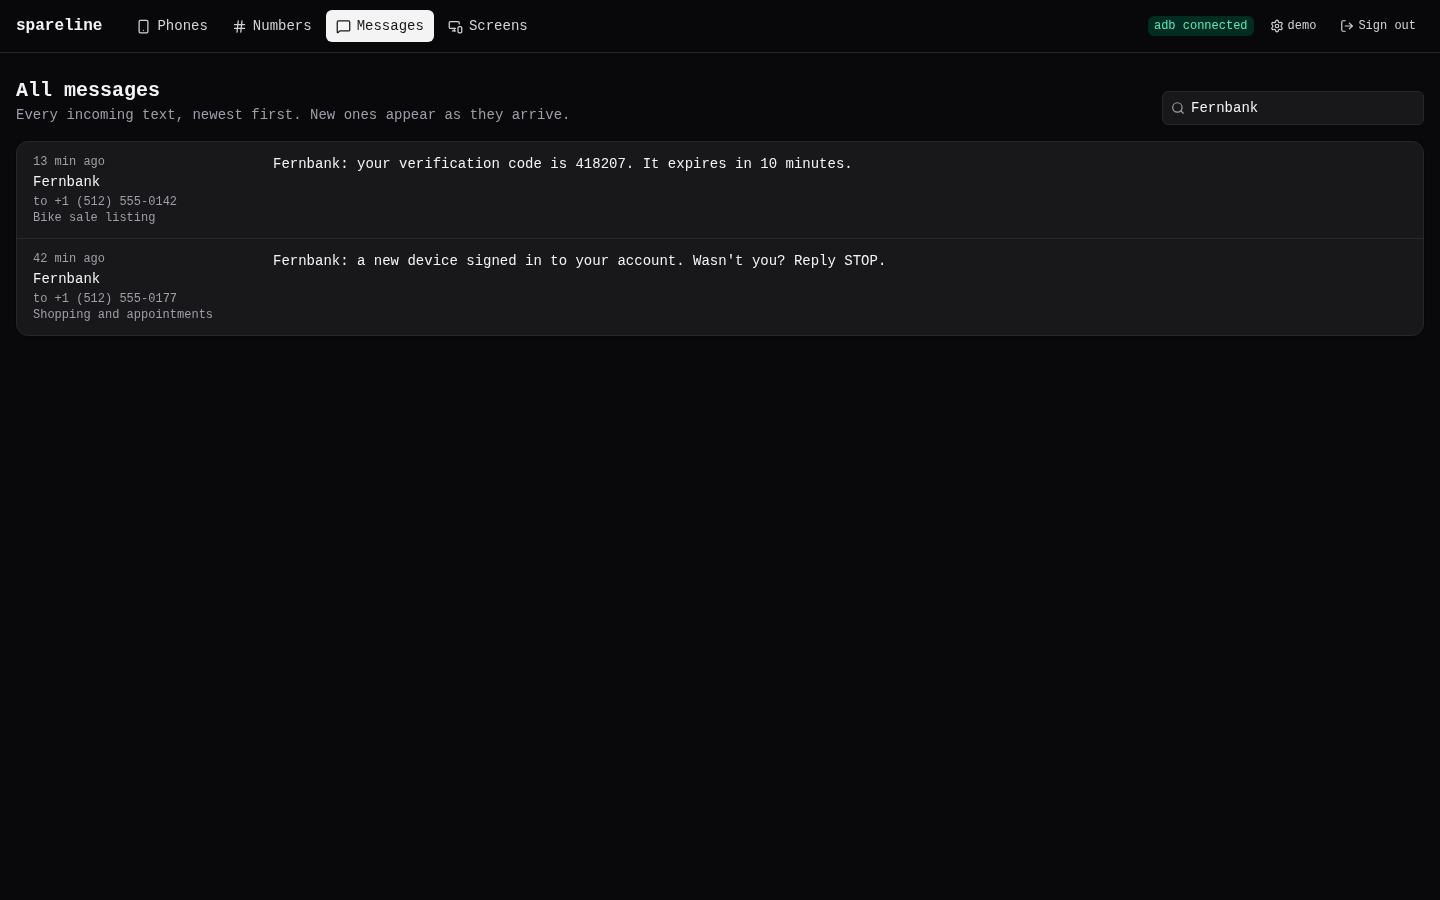 spareline
Phones
Numbers
Messages
Screens
adb connected
demo
Sign out
All messages
Every incoming text, newest first. New ones appear as they arrive.
Fernbank
13 min ago
Fernbank
to +1 (512) 555-0142
Bike sale listing
Fernbank: your verification code is 418207. It expires in 10 minutes.
42 min ago
Fernbank
to +1 (512) 555-0177
Shopping and appointments
Fernbank: a new device signed in to your account. Wasn't you? Reply STOP.